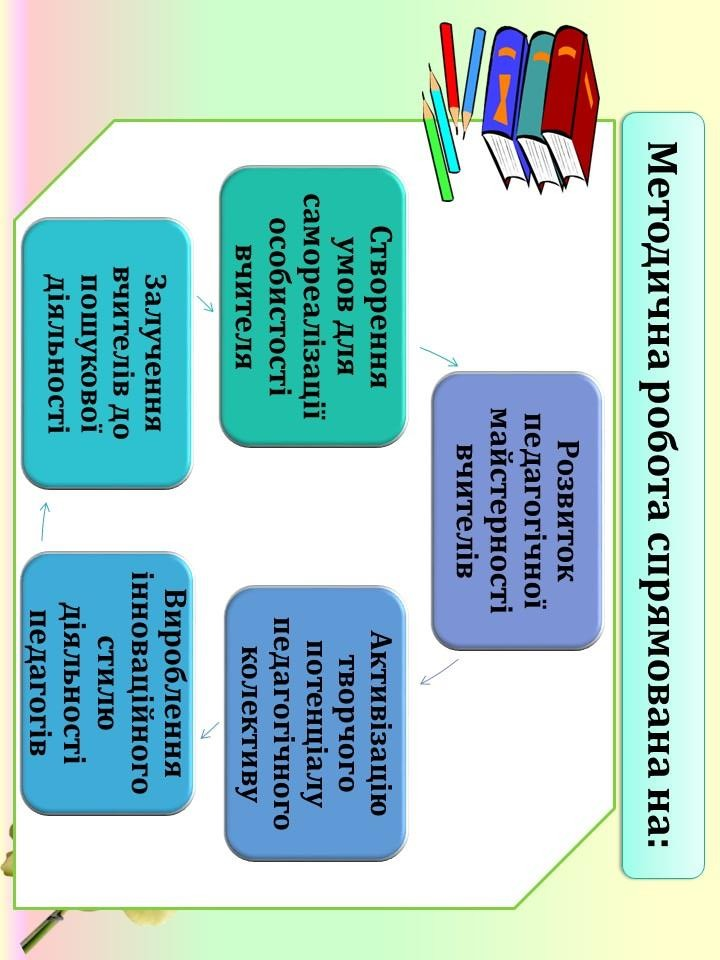 Методична робота спрямована на:
Розвиток
педагогічної
майстерності
вчителів
Активізацію
творчого
потенціалу
педагогічного
колективу
Вироблення
інноваційного
стилю
діяльності
педагогів
Залучення
вчителів до
пошукової
діяльності
Створення
умов для
самореалізації
особистості
вчителя